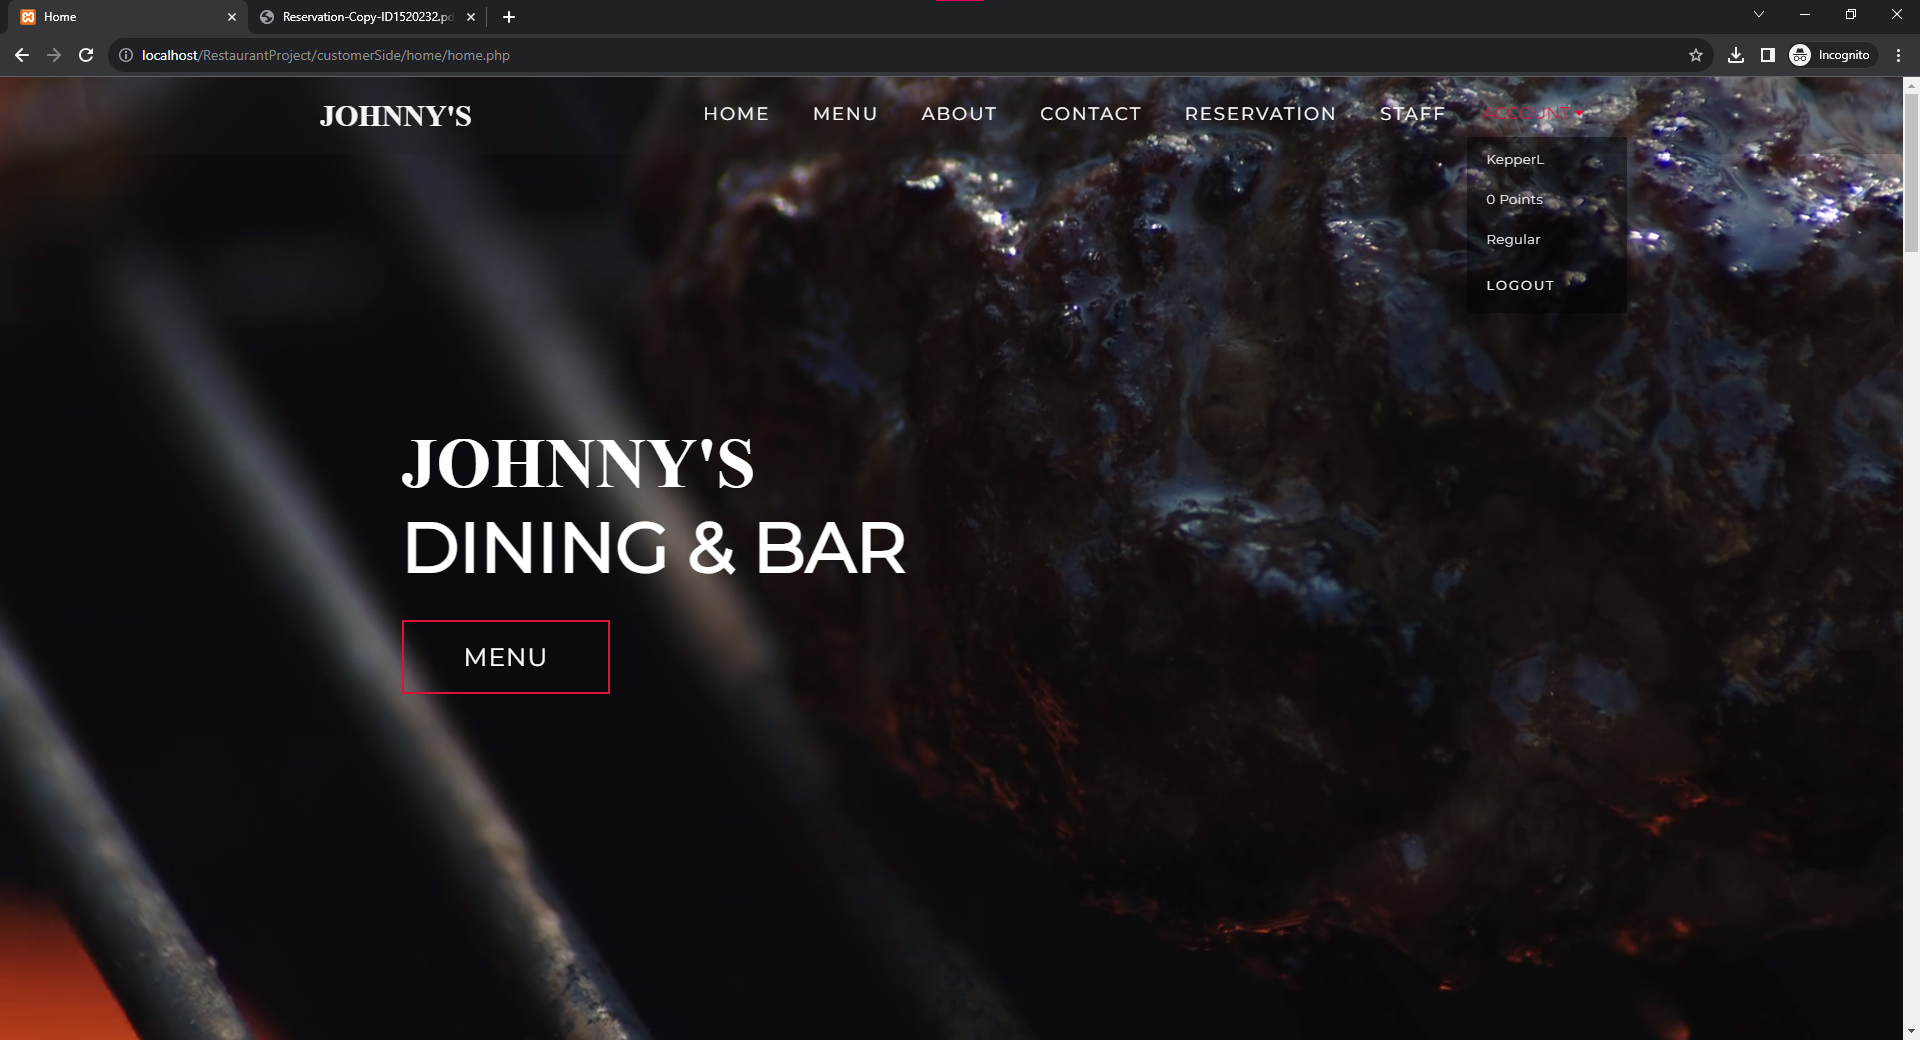 Home
Reservation-Copy-ID1520232.pd
localhost/RestaurantProject/customerSide/home/home.php
Incognito
JOHNNY'S
HOME
MENU
ABOUT
CONTACT
RESERVATION
STAFF
ACCOUNT
KepperL
0 Points
Regular
LOGOUT
JOHNNY'S
DINING & BAR
MENU